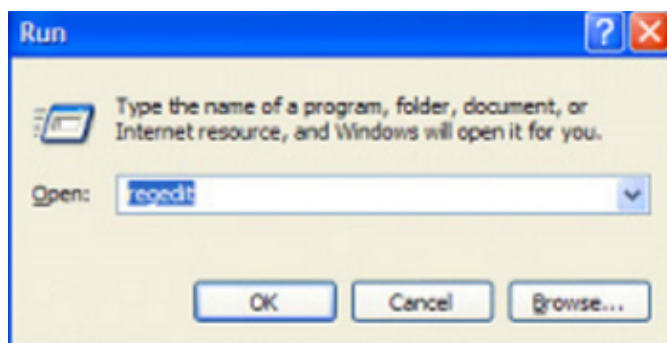 Run
Type the name of a program, folder, document, or
Internet resource, and Windows will open it for you.
Open: regedit
OK Cancel Browse...